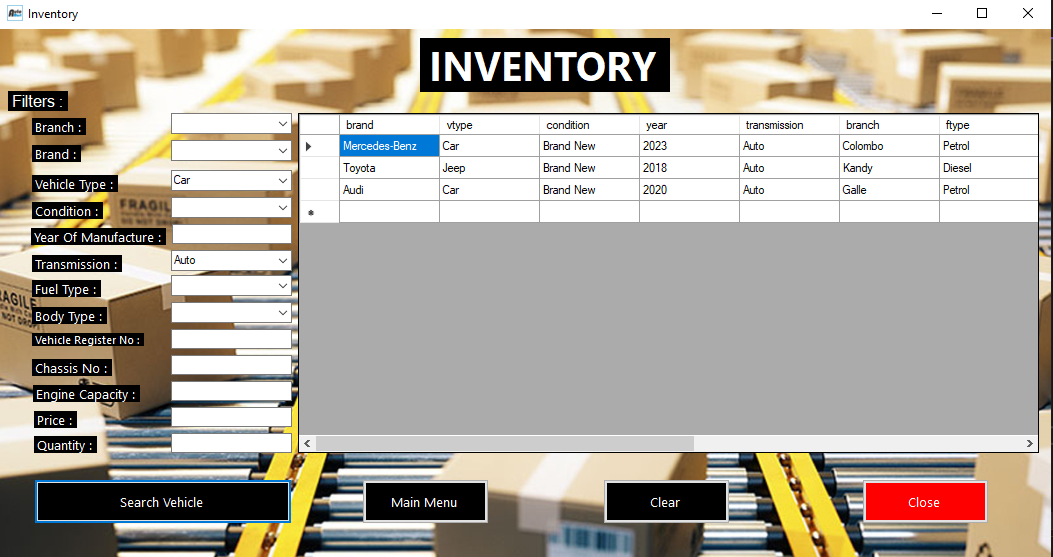 Inventory
INVENTORY
Filters :
Branch :
Brand :
Vehicle Type : Car
Condition :
Year Of Manufacture :
Transmission : Auto
Fuel Type :
Body Type :
Vehicle Register No :
Chassis No :
Engine Capacity :
Price :
Quantity :
brand vtype condition year transmission branch ftype
Mercedes-Benz Car Brand New 2023 Auto Colombo Petrol
Toyota Jeep Brand New 2018 Auto Kandy Diesel
Audi Car Brand New 2020 Auto Galle Petrol
FRAGILE
FRAGILE
Search Vehicle Main Menu Clear Close